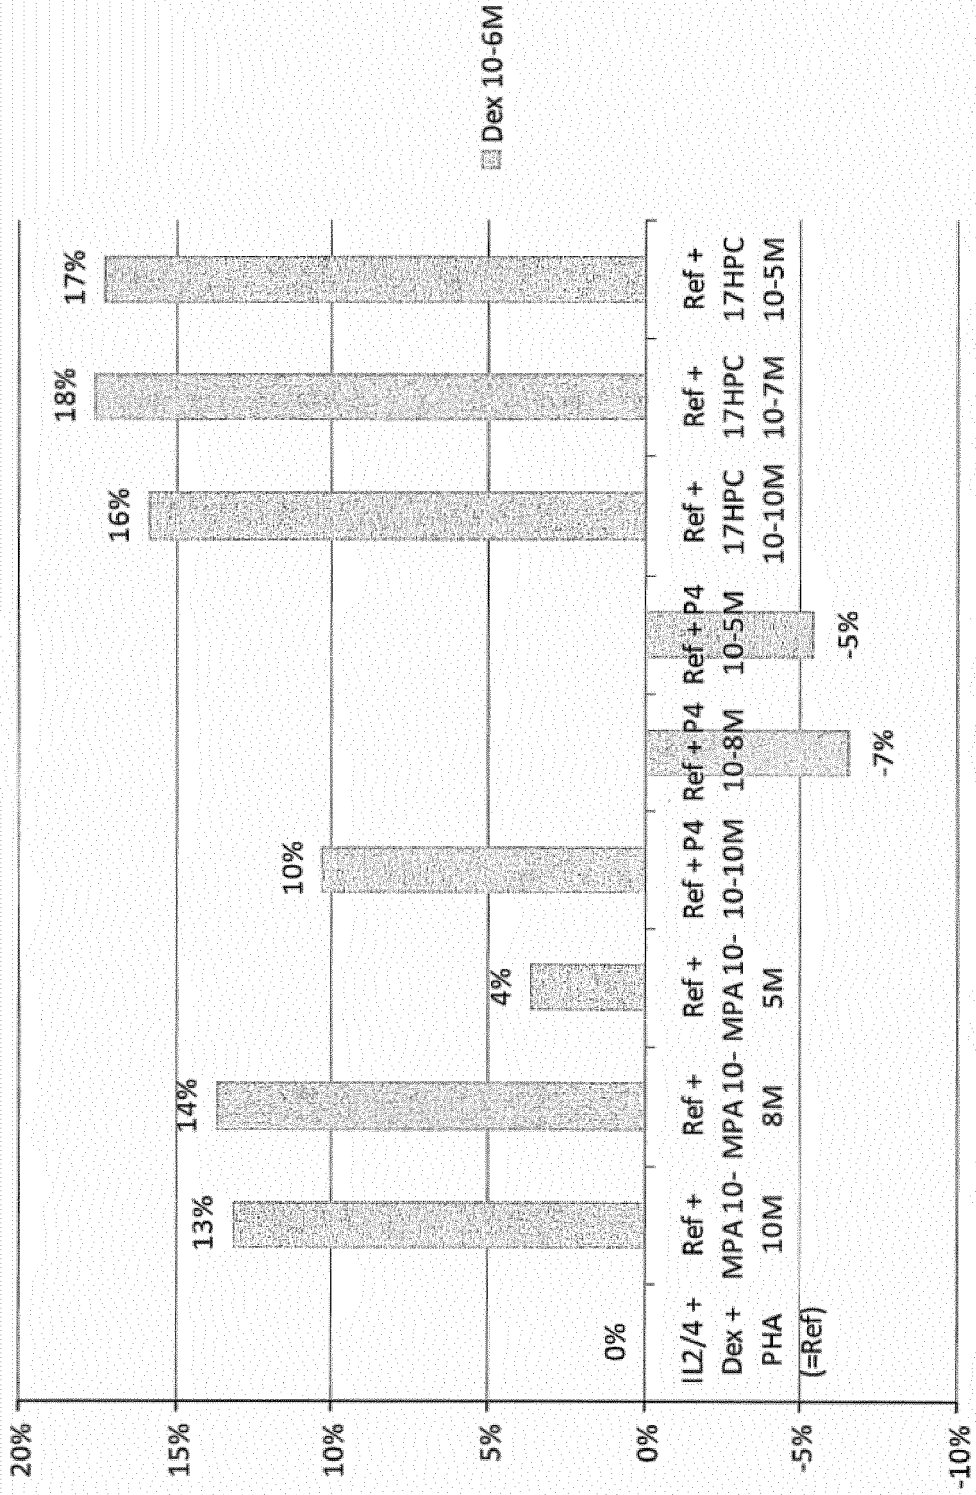 20%
15%
10%
5%
0%
-5%
-10%
0%
13%
14%
4%
10%
-7%
-5%
16%
18%
17%
IL2/4 +
Dex +
PHA
(=Ref)
Ref +
MPA 10-
10M
Ref +
MPA 10-
8M
Ref +
MPA 10-
5M
Ref + P4
10-10M
Ref + P4
10-8M
Ref + P4
10-5M
Ref +
17HPC
10-10M
Ref +
17HPC
10-7M
Ref +
17HPC
10-5M
Dex 10-6M